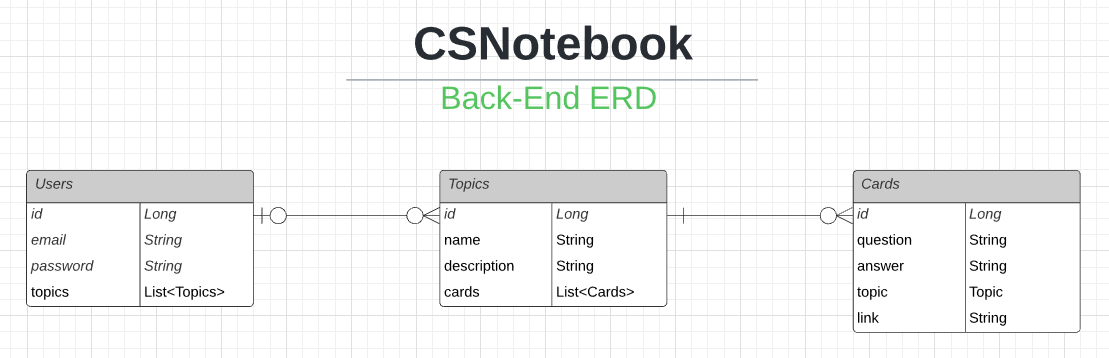 CSNotebook
Back-End ERD
Users
id Long
email String
password String
topics List<Topics>
Topics
id Long
name String
description String
cards List<Cards>
Cards
id Long
question String
answer String
topic Topic
link String